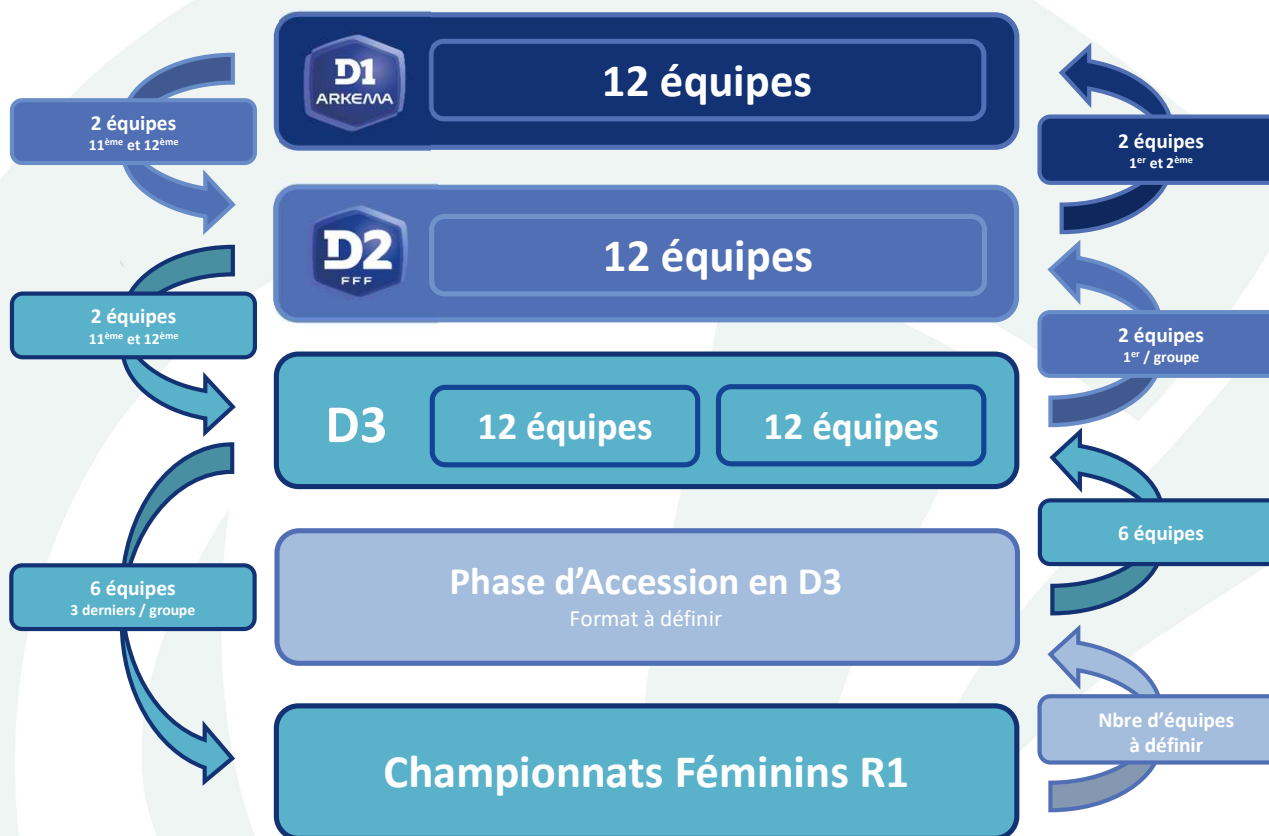 D1
ARKEMA
12 équipes
2 équipes
11ème et 12ème
2 équipes
1er et 2ème
D2
FFF
12 équipes
2 équipes
11ème et 12ème
2 équipes
1er / groupe
D3
12 équipes
12 équipes
6 équipes
3 derniers / groupe
Phase d’Accession en D3
Format à définir
6 équipes
Championnats Féminins R1
Nbre d’équipes
à définir